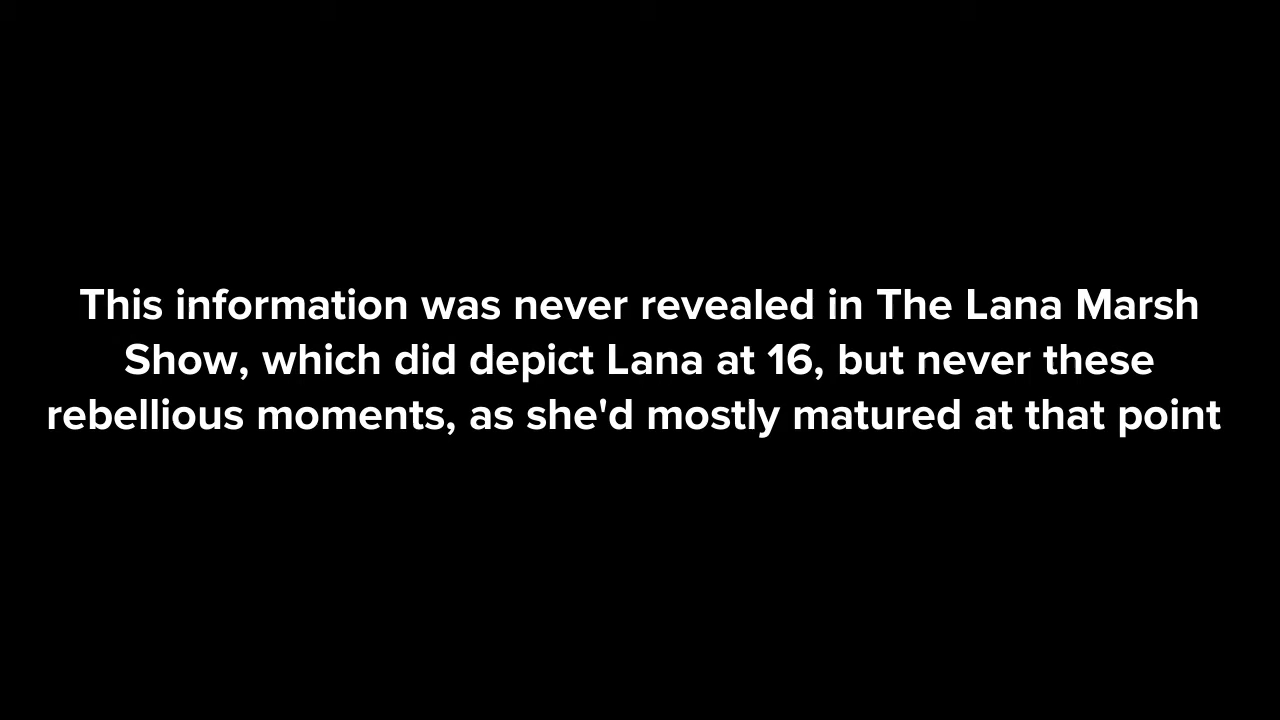 This information was never revealed in The Lana Marsh
Show, which did depict Lana at 16, but never these
rebellious moments, as she'd mostly matured at that point